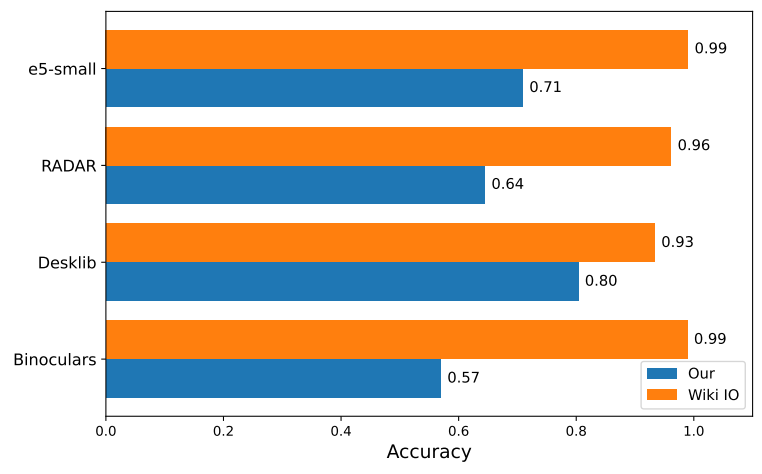 e5-small
0.99
0.71
RADAR
0.96
0.64
Desklib
0.93
0.80
Binoculars
0.99
0.57
Our
Wiki IO
0.0 0.2 0.4 0.6 0.8 1.0
Accuracy